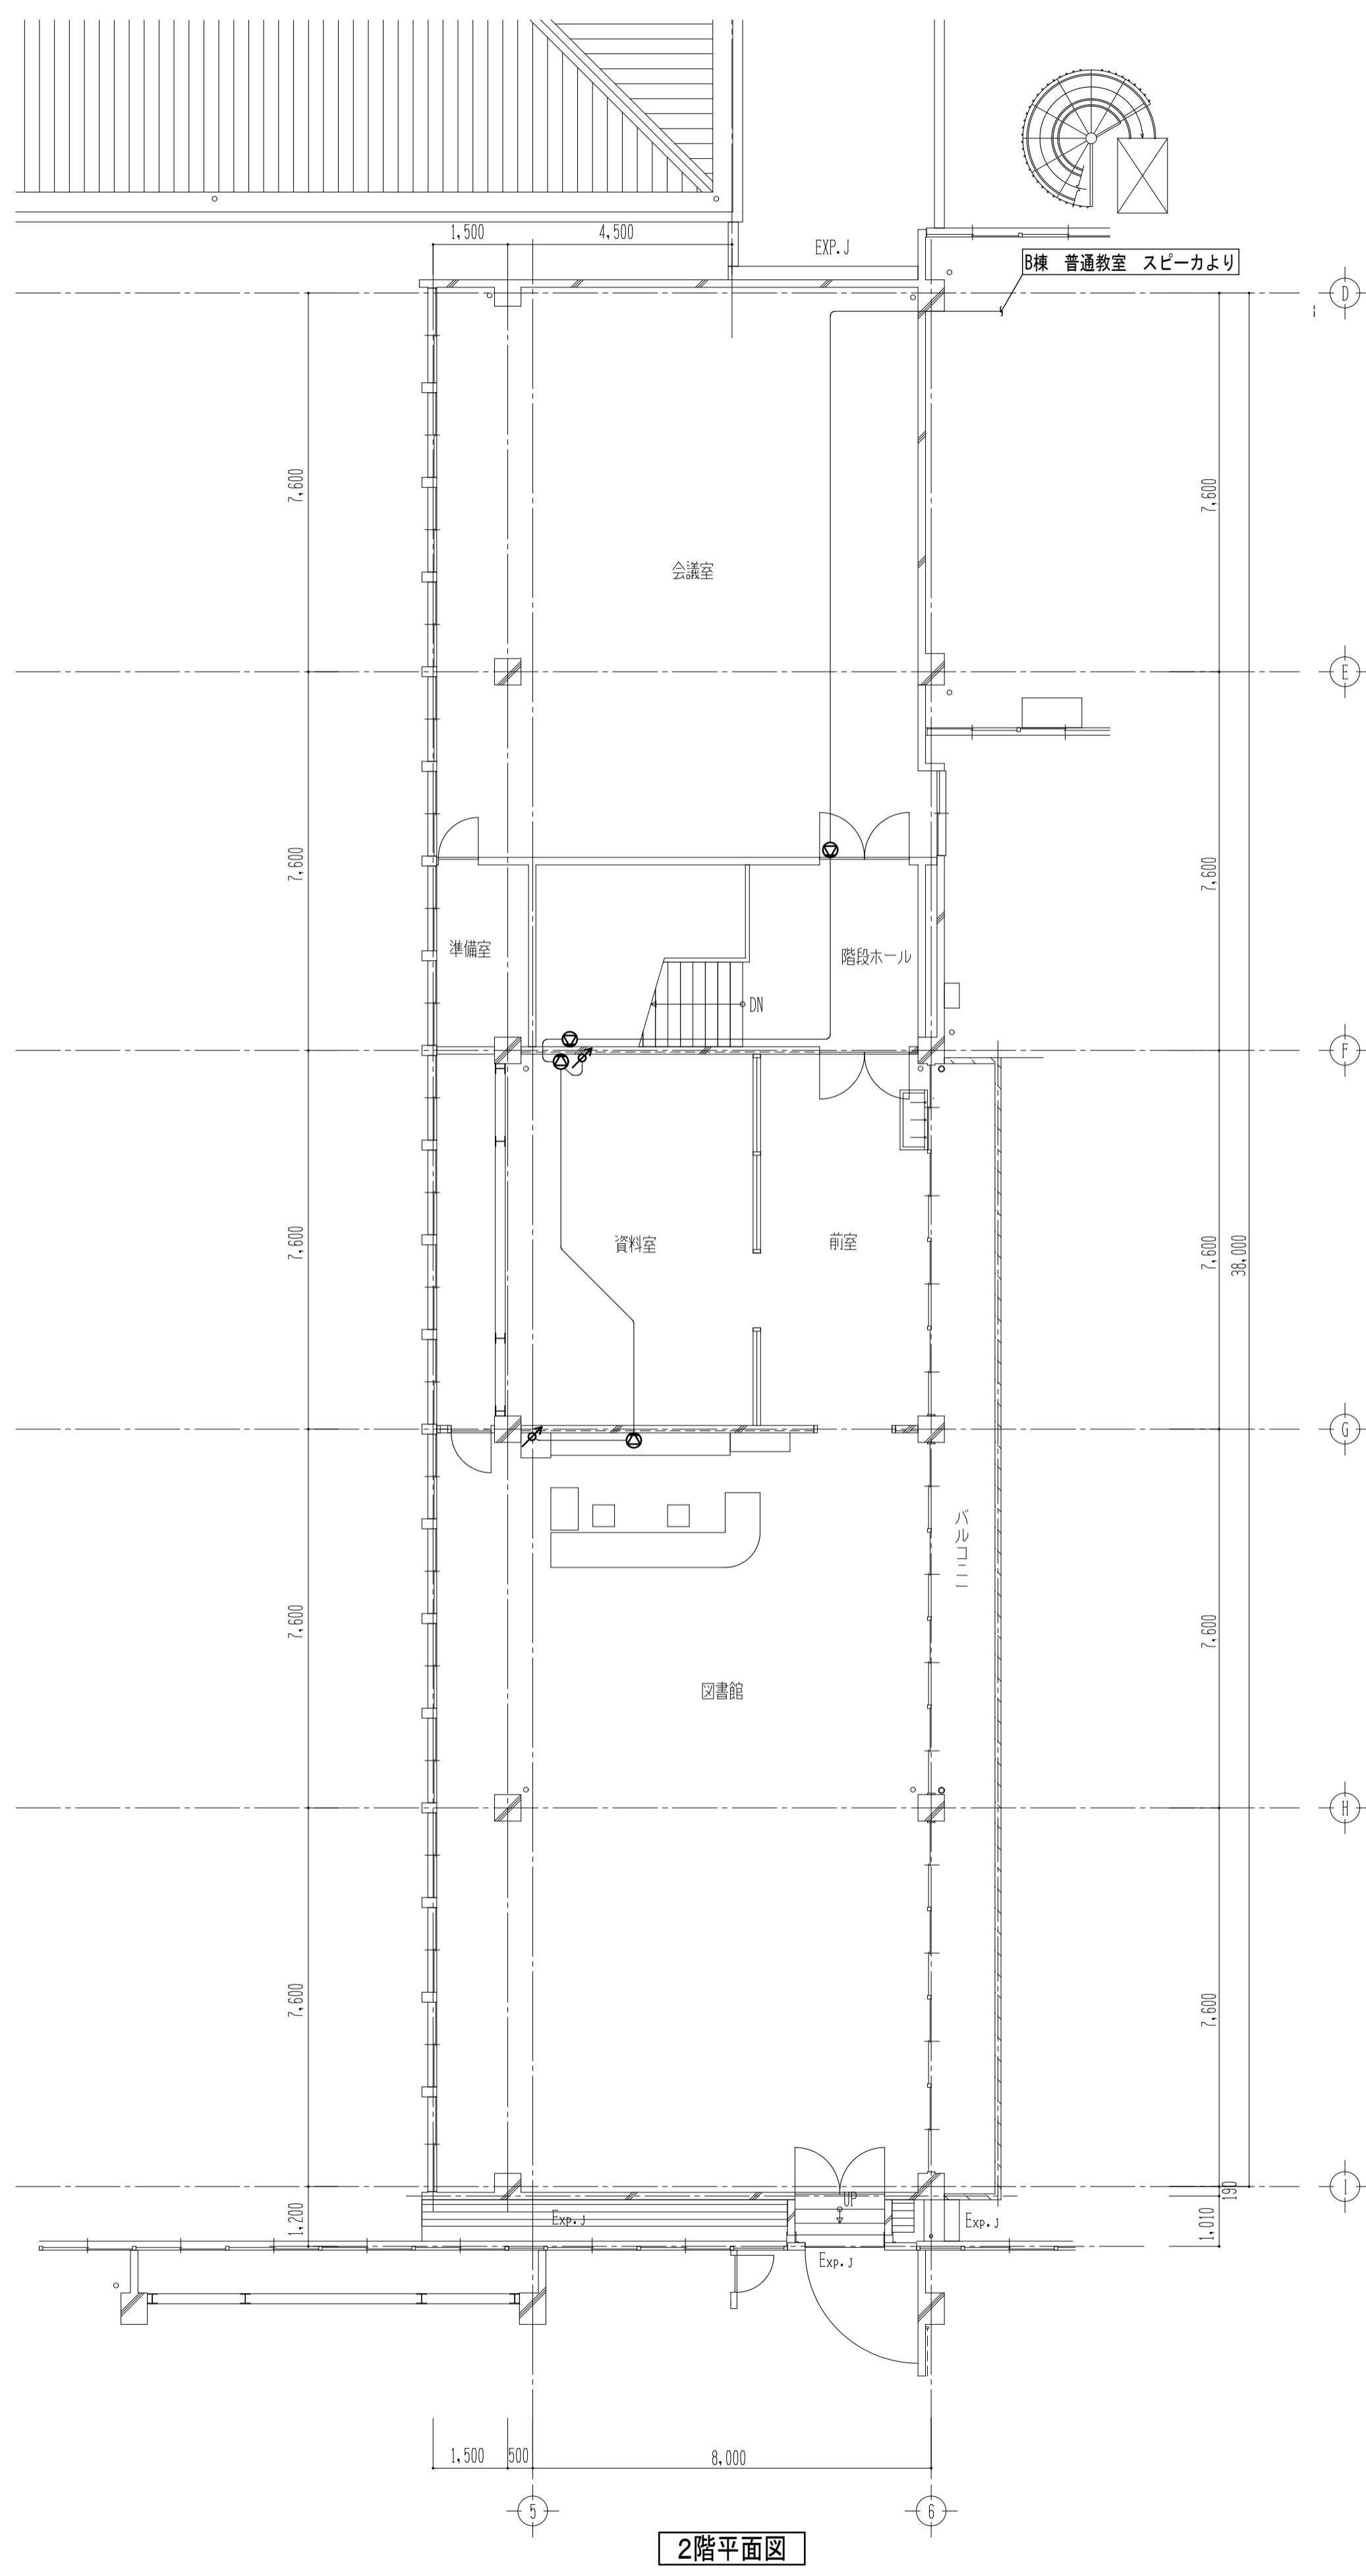 1,500
4,500
EXP.J
B棟 普通教室 スピーカより
D
7,600
7,600
会議室
E
7,600
7,600
準備室
階段ホール
DN
F
7,600
資料室
前室
7,600
38,000
G
バルコニー
7,600
7,600
図書館
H
7,600
7,600
I
UP
190
1,200
Exp.J
Exp.J
1,010
Exp.J
1,500
500
8,000
5
6
2階平面図